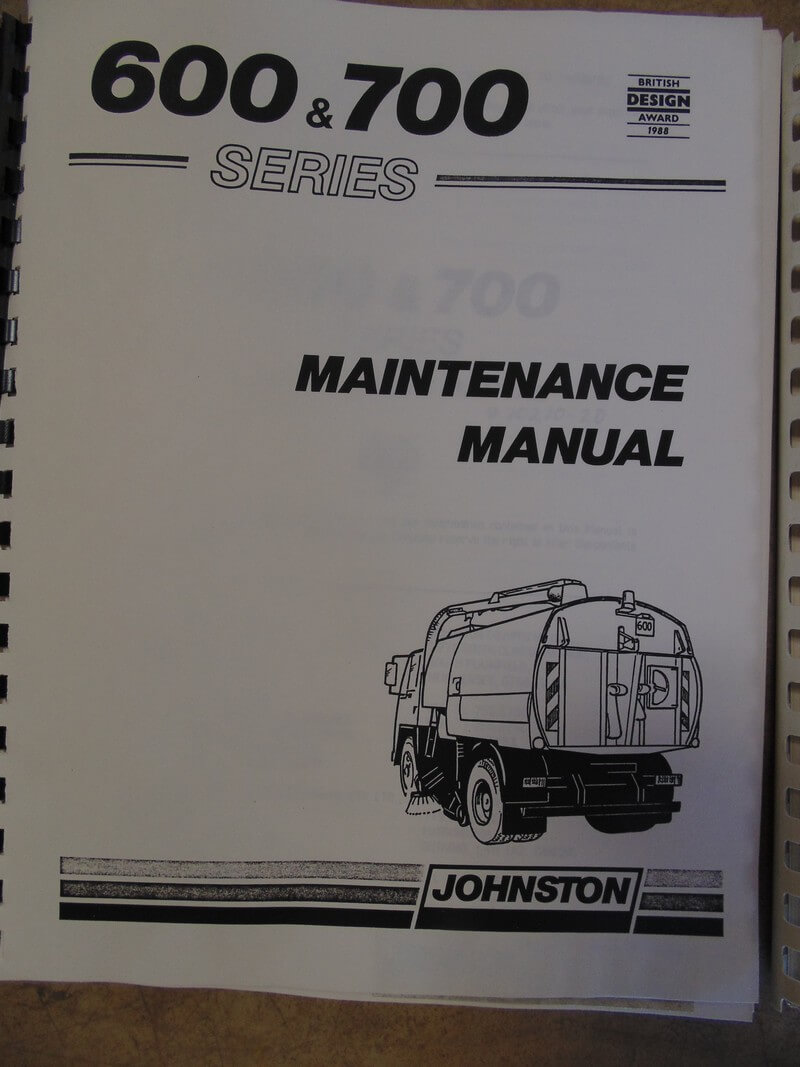 600 & 700
SERIES
BRITISH
DESIGN
AWARD
1988
MAINTENANCE
MANUAL
600
JOHNSTON